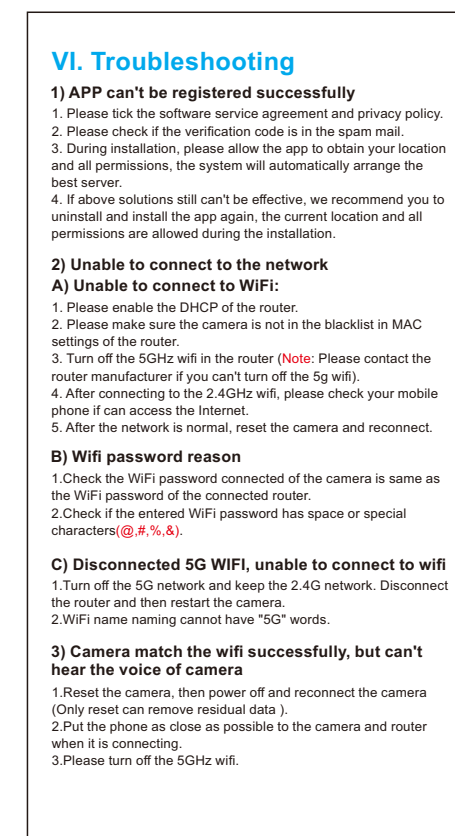 VI. Troubleshooting
1) APP can't be registered successfully
1. Please tick the software service agreement and privacy policy.
2. Please check if the verification code is in the spam mail.
3. During installation, please allow the app to obtain your location
and all permissions, the system will automatically arrange the
best server.
4. If above solutions still can't be effective, we recommend you to
uninstall and install the app again, the current location and all
permissions are allowed during the installation.
2) Unable to connect to the network
A) Unable to connect to WiFi:
1. Please enable the DHCP of the router.
2. Please make sure the camera is not in the blacklist in MAC
settings of the router.
3. Turn off the 5GHz wifi in the router (Note: Please contact the
router manufacturer if you can't turn off the 5g wifi).
4. After connecting to the 2.4GHz wifi, please check your mobile
phone if can access the Internet.
5. After the network is normal, reset the camera and reconnect.
B) Wifi password reason
1.Check the WiFi password connected of the camera is same as
the WiFi password of the connected router.
2.Check if the entered WiFi password has space or special
characters(@,#,%,&).
C) Disconnected 5G WIFI, unable to connect to wifi
1.Turn off the 5G network and keep the 2.4G network. Disconnect
the router and then restart the camera.
2.WiFi name naming cannot have "5G" words.
3) Camera match the wifi successfully, but can't
hear the voice of camera
1.Reset the camera, then power off and reconnect the camera
(Only reset can remove residual data ).
2.Put the phone as close as possible to the camera and router
when it is connecting.
3.Please turn off the 5GHz wifi.